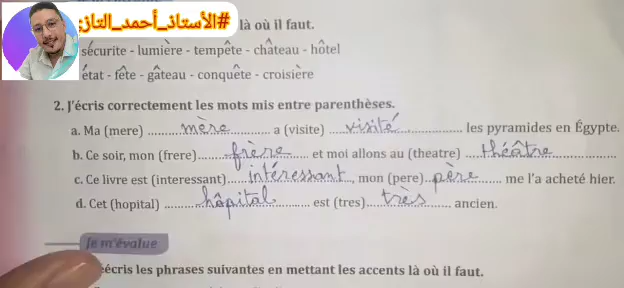 #الأستاذ_أحمد_التاز
là où il faut.
sécurite - lumière - tempête - château - hôtel
état - fête - gâteau - conquête - croisière
2. J'écris correctement les mots mis entre parenthèses.
a. Ma (mere) ......... mère ......... a (visite) .... visité .................... les pyramides en Égypte.
b. Ce soir, mon (frere)....... frère ...... et moi allons au (theatre) .... théâtre ....................
c. Ce livre est (interessant).... intéressant..., mon (pere).. père ....... me l'a acheté hier.
d. Cet (hopital) .......... hôpital .......... est (tres).... très ....... ancien.
Je m'évalue
écris les phrases suivantes en mettant les accents là où il faut.